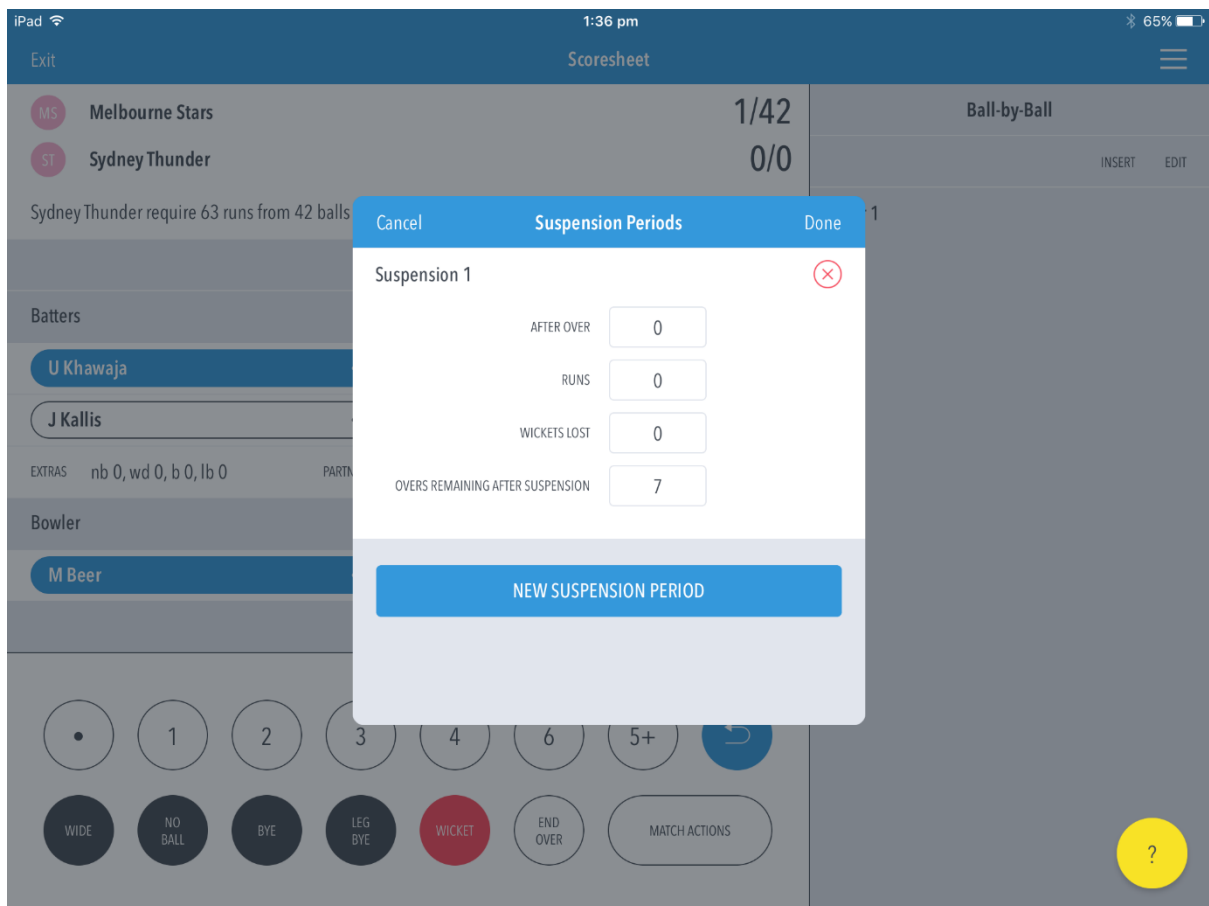 iPad 1:36 pm 65%
Exit Scoresheet
MS Melbourne Stars 1/42
ST Sydney Thunder 0/0
Sydney Thunder require 63 runs from 42 balls
Ball-by-Ball
INSERT EDIT
1
Cancel Suspension Periods Done
Suspension 1
AFTER OVER 0
RUNS 0
WICKETS LOST 0
OVERS REMAINING AFTER SUSPENSION 7
NEW SUSPENSION PERIOD
Batters
U Khawaja
J Kallis
EXTRAS nb 0, wd 0, b 0, lb 0 PARTN
Bowler
M Beer
• 1 2 3 4 6 5+
WIDE NO BALL BYE LEG BYE WICKET END OVER MATCH ACTIONS
?